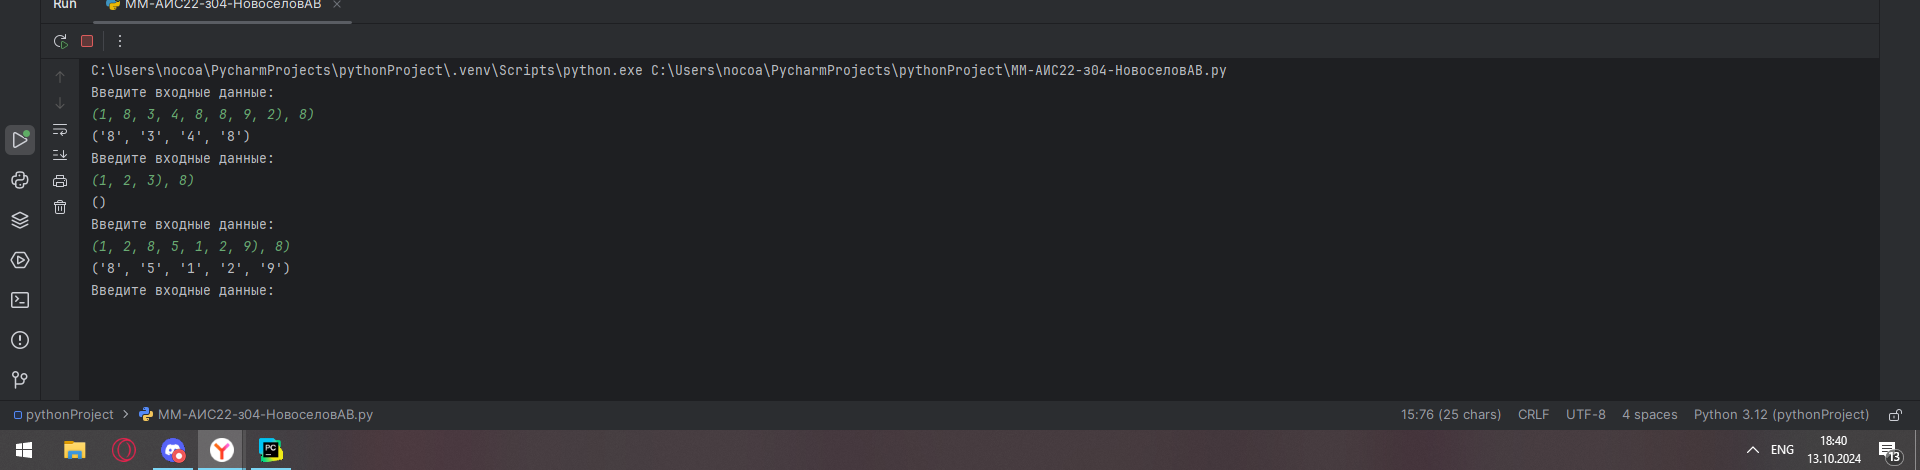 Run ММ-АИС22-з04-НовоселовАВ ×
C:\Users\nocoa\PycharmProjects\pythonProject\.venv\Scripts\python.exe C:\Users\nocoa\PycharmProjects\pythonProject\ММ-АИС22-з04-НовоселовАВ.py
Введите входные данные:
(1, 8, 3, 4, 8, 8, 9, 2), 8)
('8', '3', '4', '8')
Введите входные данные:
(1, 2, 3), 8)
()
Введите входные данные:
(1, 2, 8, 5, 1, 2, 9), 8)
('8', '5', '1', '2', '9')
Введите входные данные:
pythonProject > ММ-АИС22-з04-НовоселовАВ.py 15:76 (25 chars) CRLF UTF-8 4 spaces Python 3.12 (pythonProject)
PC ENG 18:40
13.10.2024 13